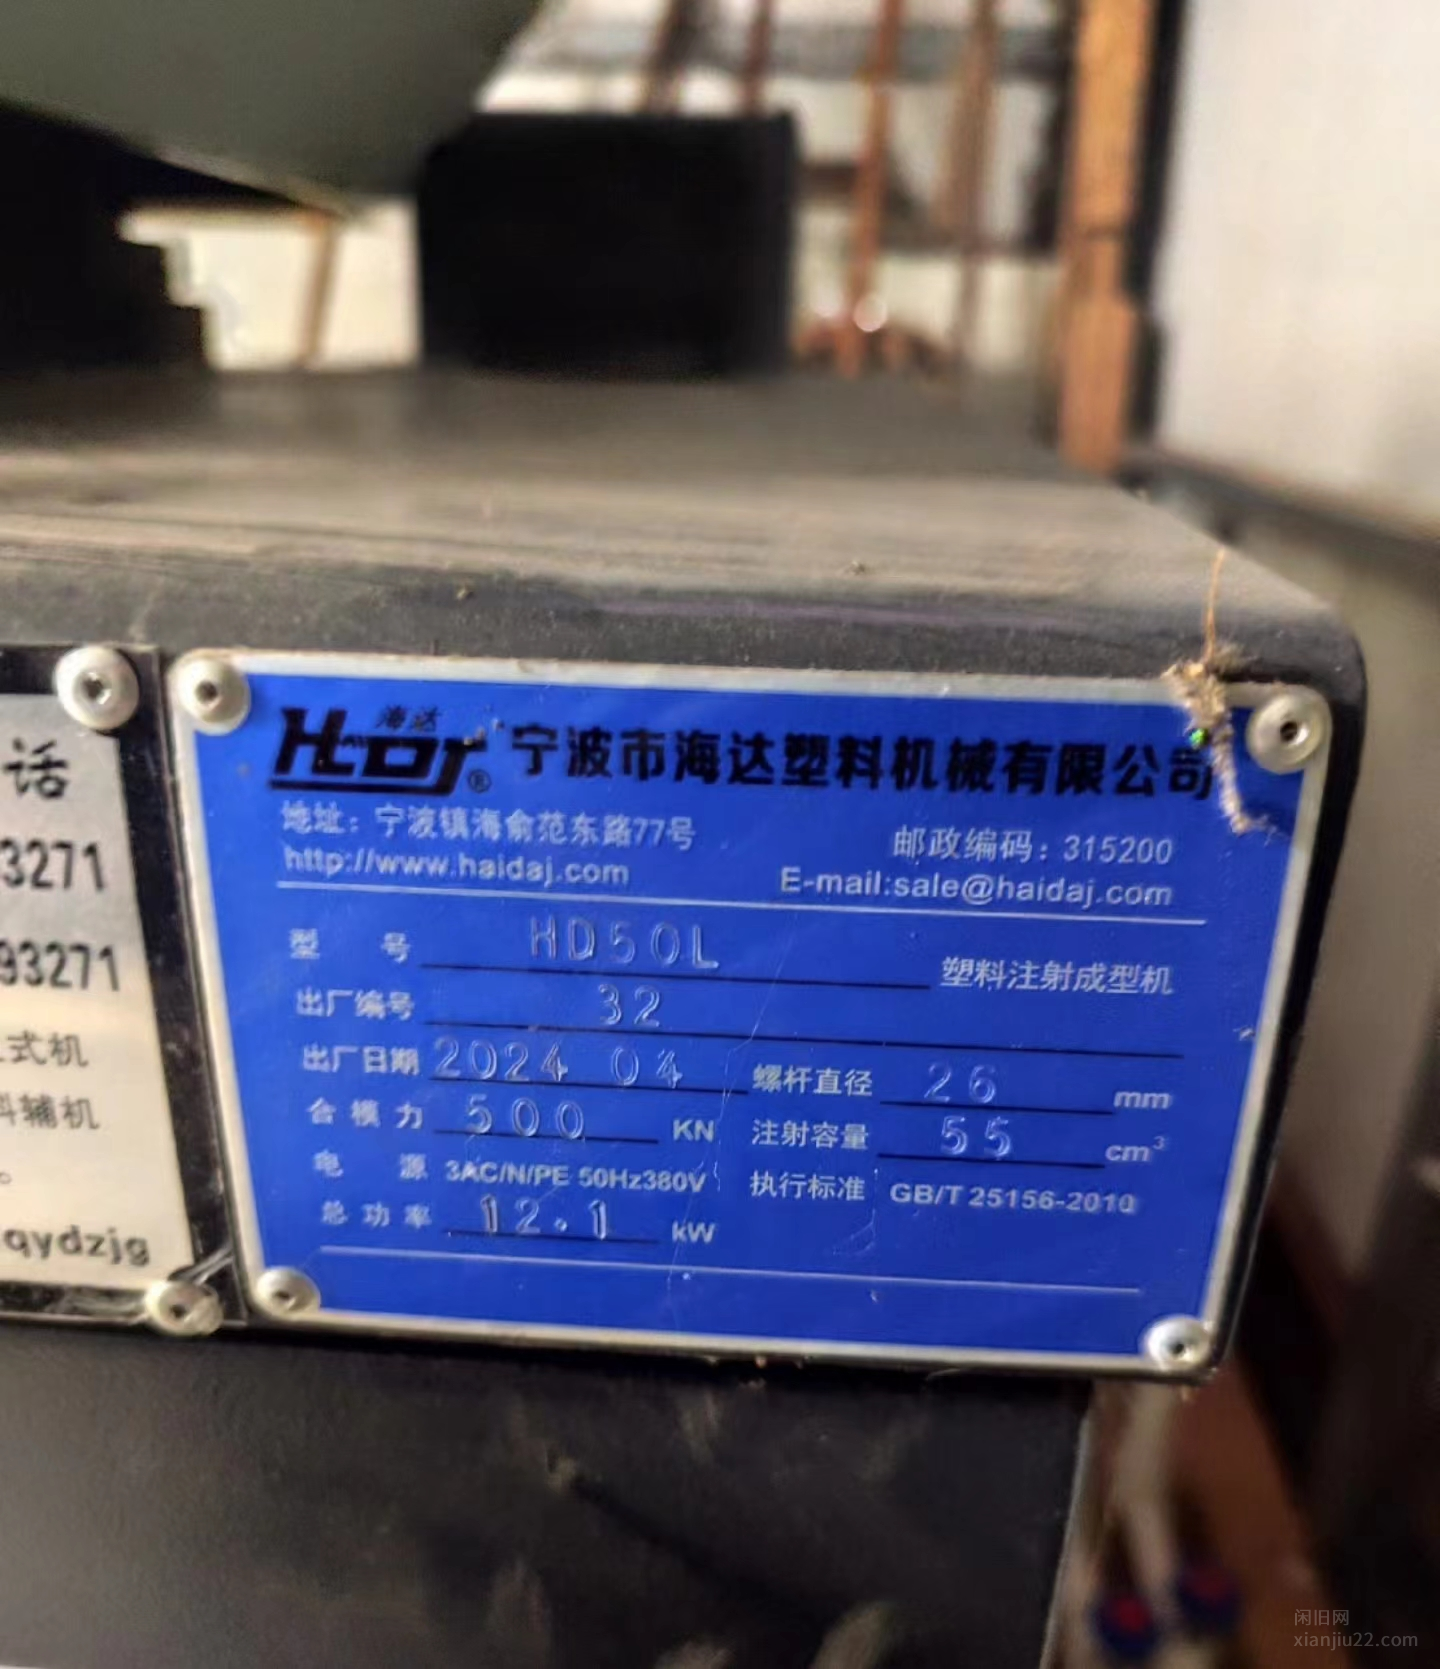 话
3271
93271
式机
料辅机
。
qydzjg
海达
HDJ® 宁波市海达塑料机械有限公司
地址：宁波镇海俞范东路77号 邮政编码：315200
http://www.haidaj.com E-mail:sale@haidaj.com
型 号 HD50L 塑料注射成型机
出厂编号 32
出厂日期 2024 04 螺杆直径 26 mm
合模力 500 KN 注射容量 55 cm³
电 源 3AC/N/PE 50Hz380V 执行标准 GB/T 25156-2010
总功率 12.1 kW
闲旧网
xianjiu22.com